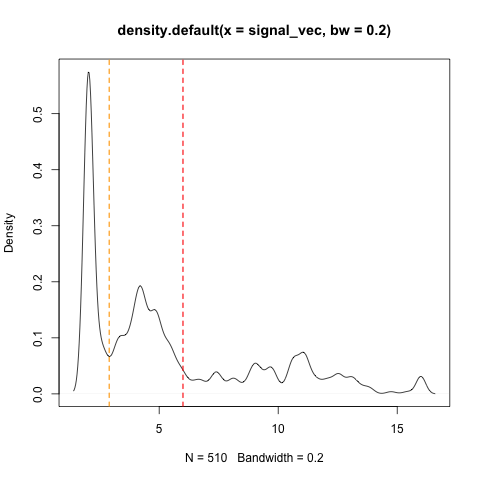 density.default(x = signal_vec, bw = 0.2)
Density
0.5
0.4
0.3
0.2
0.1
0.0
5 10 15
N = 510 Bandwidth = 0.2